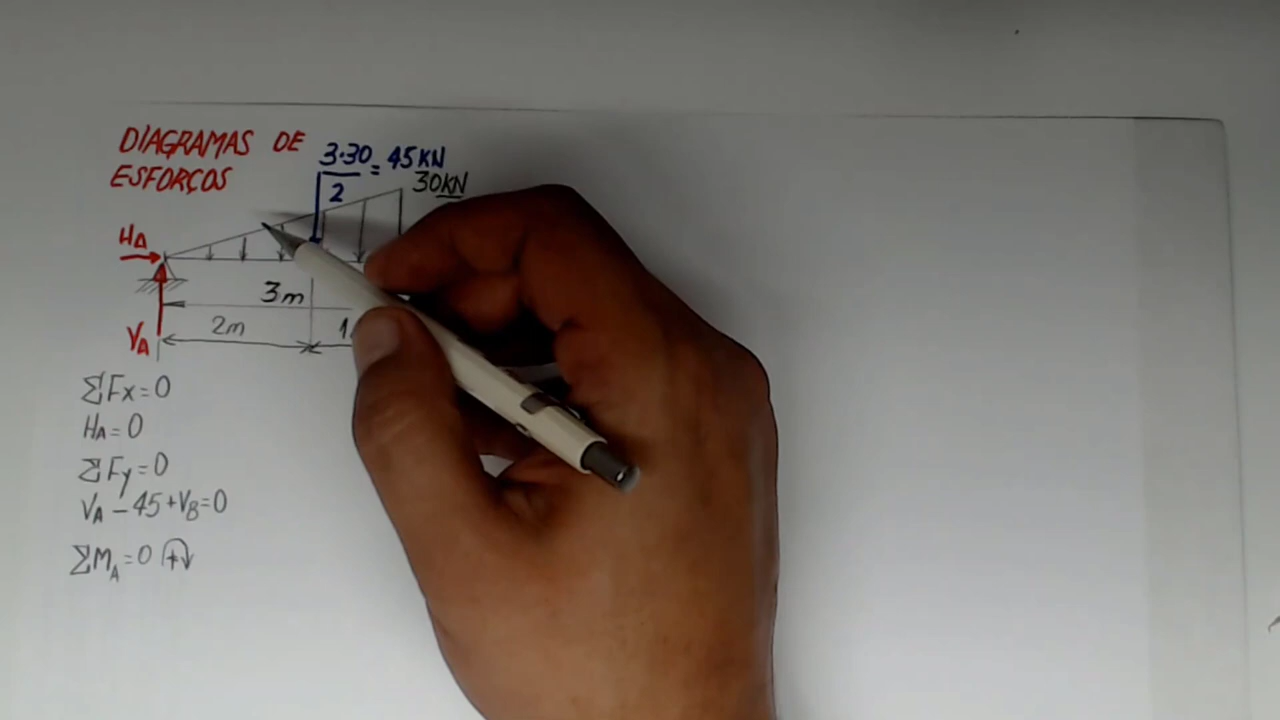 DIAGRAMAS DE
ESFORÇOS
3·30 = 45KN
2
30KN
HA
3m
2m
1
VA
ΣFx=0
HA=0
ΣFy=0
VA-45+VB=0
ΣMA=0 +